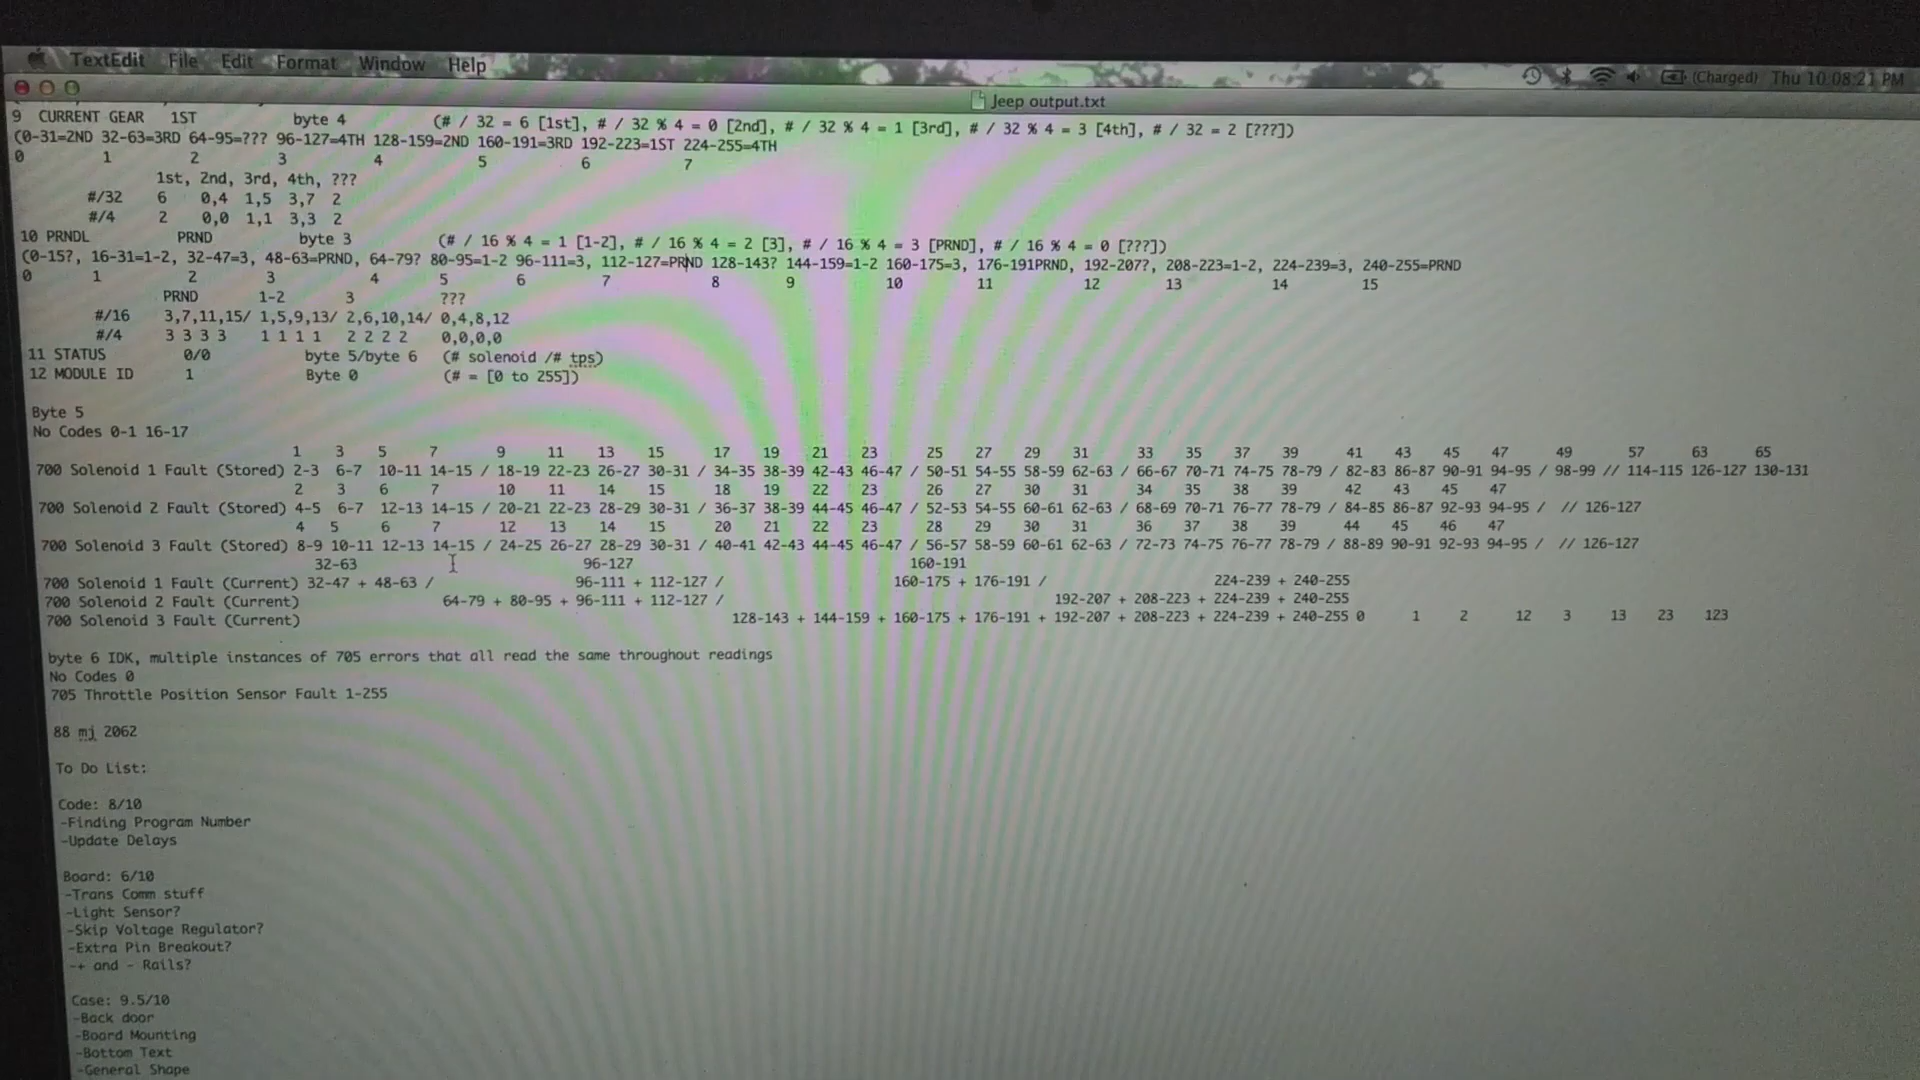 TextEdit File Edit Format Window Help (Charged) Thu 10:08:21 PM
Jeep output.txt
9 CURRENT GEAR 1ST byte 4 (# / 32 = 6 [1st], # / 32 % 4 = 0 [2nd], # / 32 % 4 = 1 [3rd], # / 32 % 4 = 3 [4th], # / 32 = 2 [???])
(0-31=2ND 32-63=3RD 64-95=??? 96-127=4TH 128-159=2ND 160-191=3RD 192-223=1ST 224-255=4TH
0 1 2 3 4 5 6 7
1st, 2nd, 3rd, 4th, ???
#/32 6 0,4 1,5 3,7 2
#/4 2 0,0 1,1 3,3 2
10 PRNDL PRND byte 3 (# / 16 % 4 = 1 [1-2], # / 16 % 4 = 2 [3], # / 16 % 4 = 3 [PRND], # / 16 % 4 = 0 [???])
(0-15?, 16-31=1-2, 32-47=3, 48-63=PRND, 64-79? 80-95=1-2 96-111=3, 112-127=PRND 128-143? 144-159=1-2 160-175=3, 176-191PRND, 192-207?, 208-223=1-2, 224-239=3, 240-255=PRND
0 1 2 3 4 5 6 7 8 9 10 11 12 13 14 15
PRND 1-2 3 ???
#/16 3,7,11,15/ 1,5,9,13/ 2,6,10,14/ 0,4,8,12
#/4 3 3 3 3 1 1 1 1 2 2 2 2 0,0,0,0
11 STATUS 0/0 byte 5/byte 6 (# solenoid /# tps)
12 MODULE ID 1 Byte 0 (# = [0 to 255])
Byte 5
No Codes 0-1 16-17
1 3 5 7 9 11 13 15 17 19 21 23 25 27 29 31 33 35 37 39 41 43 45 47 49 57 63 65
700 Solenoid 1 Fault (Stored) 2-3 6-7 10-11 14-15 / 18-19 22-23 26-27 30-31 / 34-35 38-39 42-43 46-47 / 50-51 54-55 58-59 62-63 / 66-67 70-71 74-75 78-79 / 82-83 86-87 90-91 94-95 / 98-99 // 114-115 126-127 130-131
2 3 6 7 10 11 14 15 18 19 22 23 26 27 30 31 34 35 38 39 42 43 45 47
700 Solenoid 2 Fault (Stored) 4-5 6-7 12-13 14-15 / 20-21 22-23 28-29 30-31 / 36-37 38-39 44-45 46-47 / 52-53 54-55 60-61 62-63 / 68-69 70-71 76-77 78-79 / 84-85 86-87 92-93 94-95 / // 126-127
4 5 6 7 12 13 14 15 20 21 22 23 28 29 30 31 36 37 38 39 44 45 46 47
700 Solenoid 3 Fault (Stored) 8-9 10-11 12-13 14-15 / 24-25 26-27 28-29 30-31 / 40-41 42-43 44-45 46-47 / 56-57 58-59 60-61 62-63 / 72-73 74-75 76-77 78-79 / 88-89 90-91 92-93 94-95 / // 126-127
32-63 96-127 160-191
700 Solenoid 1 Fault (Current) 32-47 + 48-63 / 96-111 + 112-127 / 160-175 + 176-191 / 224-239 + 240-255
700 Solenoid 2 Fault (Current) 64-79 + 80-95 + 96-111 + 112-127 / 192-207 + 208-223 + 224-239 + 240-255
700 Solenoid 3 Fault (Current) 128-143 + 144-159 + 160-175 + 176-191 + 192-207 + 208-223 + 224-239 + 240-255 0 1 2 12 3 13 23 123
byte 6 IDK, multiple instances of 705 errors that all read the same throughout readings
No Codes 0
705 Throttle Position Sensor Fault 1-255
88 mj 2062
To Do List:
Code: 8/10
-Finding Program Number
-Update Delays
Board: 6/10
-Trans Comm stuff
-Light Sensor?
-Skip Voltage Regulator?
-Extra Pin Breakout?
-+ and - Rails?
Case: 9.5/10
-Back door
-Board Mounting
-Bottom Text
-General Shape